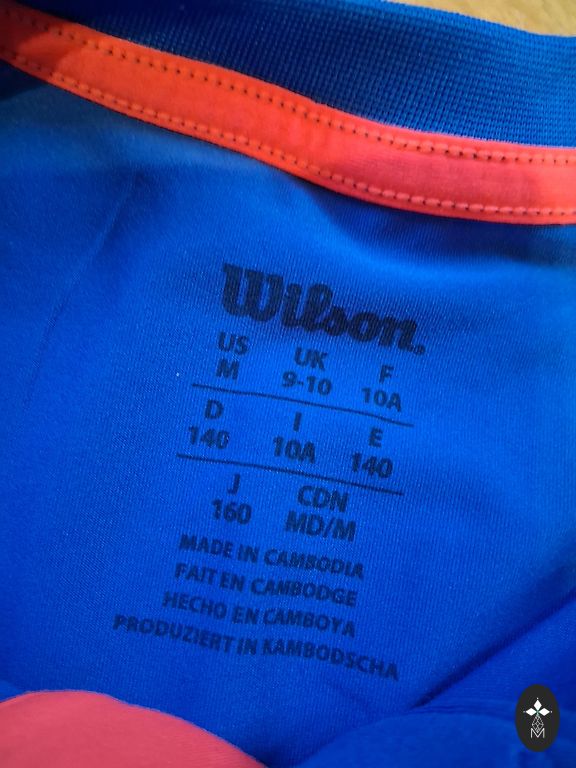 Wilson.
US UK F
M 9-10 10A
D I E
140 10A 140
J CDN
160 MD/M
MADE IN CAMBODIA
FAIT EN CAMBODGE
HECHO EN CAMBOYA
PRODUZIERT IN KAMBODSCHA
M